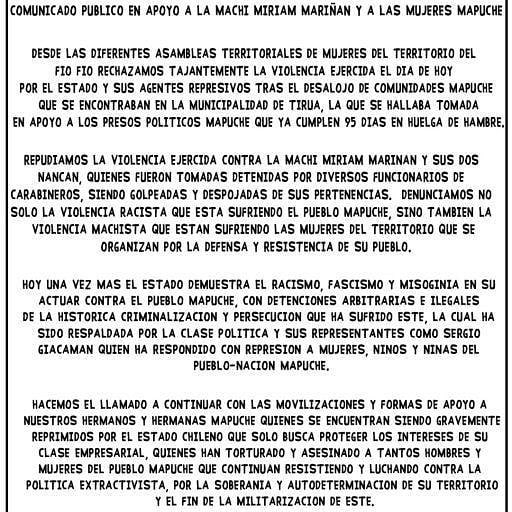 COMUNICADO PUBLICO EN APOYO A LA MACHI MIRIAM MARIÑAN Y A LAS MUJERES MAPUCHE
DESDE LAS DIFERENTES ASAMBLEAS TERRITORIALES DE MUJERES DEL TERRITORIO DEL
FIO FIO RECHAZAMOS TAJANTEMENTE LA VIOLENCIA EJERCIDA EL DIA DE HOY
POR EL ESTADO Y SUS AGENTES REPRESIVOS TRAS EL DESALOJO DE COMUNIDADES MAPUCHE
QUE SE ENCONTRABAN EN LA MUNICIPALIDAD DE TIRUA, LA QUE SE HALLABA TOMADA
EN APOYO A LOS PRESOS POLITICOS MAPUCHE QUE YA CUMPLEN 95 DIAS EN HUELGA DE HAMBRE.
REPUDIAMOS LA VIOLENCIA EJERCIDA CONTRA LA MACHI MIRIAM MARINAN Y SUS DOS
NANCAN, QUIENES FUERON TOMADAS DETENIDAS POR DIVERSOS FUNCIONARIOS DE
CARABINEROS, SIENDO GOLPEADAS Y DESPOJADAS DE SUS PERTENENCIAS. DENUNCIAMOS NO
SOLO LA VIOLENCIA RACISTA QUE ESTA SUFRIENDO EL PUEBLO MAPUCHE, SINO TAMBIEN LA
VIOLENCIA MACHISTA QUE ESTAN SUFRIENDO LAS MUJERES DEL TERRITORIO QUE SE
ORGANIZAN POR LA DEFENSA Y RESISTENCIA DE SU PUEBLO.
HOY UNA VEZ MAS EL ESTADO DEMUESTRA EL RACISMO, FASCISMO Y MISOGINIA EN SU
ACTUAR CONTRA EL PUEBLO MAPUCHE, CON DETENCIONES ARBITRARIAS E ILEGALES
DE LA HISTORICA CRIMINALIZACION Y PERSECUCION QUE HA SUFRIDO ESTE, LA CUAL HA
SIDO RESPALDADA POR LA CLASE POLITICA Y SUS REPRESENTANTES COMO SERGIO
GIACAMAN QUIEN HA RESPONDIDO CON REPRESION A MUJERES, NINOS Y NINAS DEL
PUEBLO-NACION MAPUCHE.
HACEMOS EL LLAMADO A CONTINUAR CON LAS MOVILIZACIONES Y FORMAS DE APOYO A
NUESTROS HERMANOS Y HERMANAS MAPUCHE QUIENES SE ENCUENTRAN SIENDO GRAVEMENTE
REPRIMIDOS POR EL ESTADO CHILENO QUE SOLO BUSCA PROTEGER LOS INTERESES DE SU
CLASE EMPRESARIAL, QUIENES HAN TORTURADO Y ASESINADO A TANTOS HOMBRES Y
MUJERES DEL PUEBLO MAPUCHE QUE CONTINUAN RESISTIENDO Y LUCHANDO CONTRA LA
POLITICA EXTRACTIVISTA, POR LA SOBERANIA Y AUTODETERMINACION DE SU TERRITORIO
Y EL FIN DE LA MILITARIZACION DE ESTE.